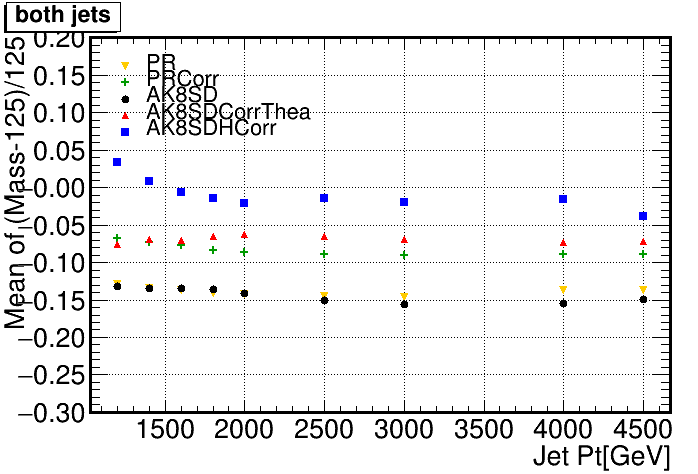 both jets
Mean of (Mass-125)/125
0.20
0.15
0.10
0.05
−0.00
−0.05
−0.10
−0.15
−0.20
−0.25
−0.30
PR
PRCorr
AK8SD
AK8SDCorrThea
AK8SDHCorr
1500 2000 2500 3000 3500 4000 4500
Jet Pt[GeV]